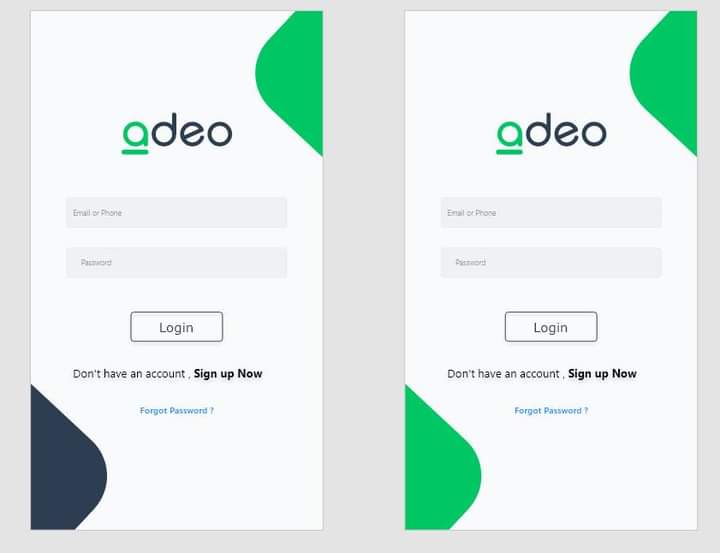 adeo
Email or Phone
Password
Login
Don't have an account , Sign up Now
Forgot Password ?
adeo
Email or Phone
Password
Login
Don't have an account , Sign up Now
Forgot Password ?